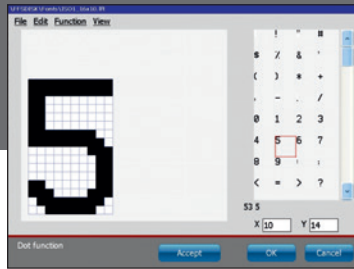 File Edit Function View
! " #
$ % & '
( ) * +
, - . /
0 1 2 3
4 5 6 7
8 9 : ;
< = > ?
5
53 5
X 10 Y 14
Dot function
Accept OK Cancel